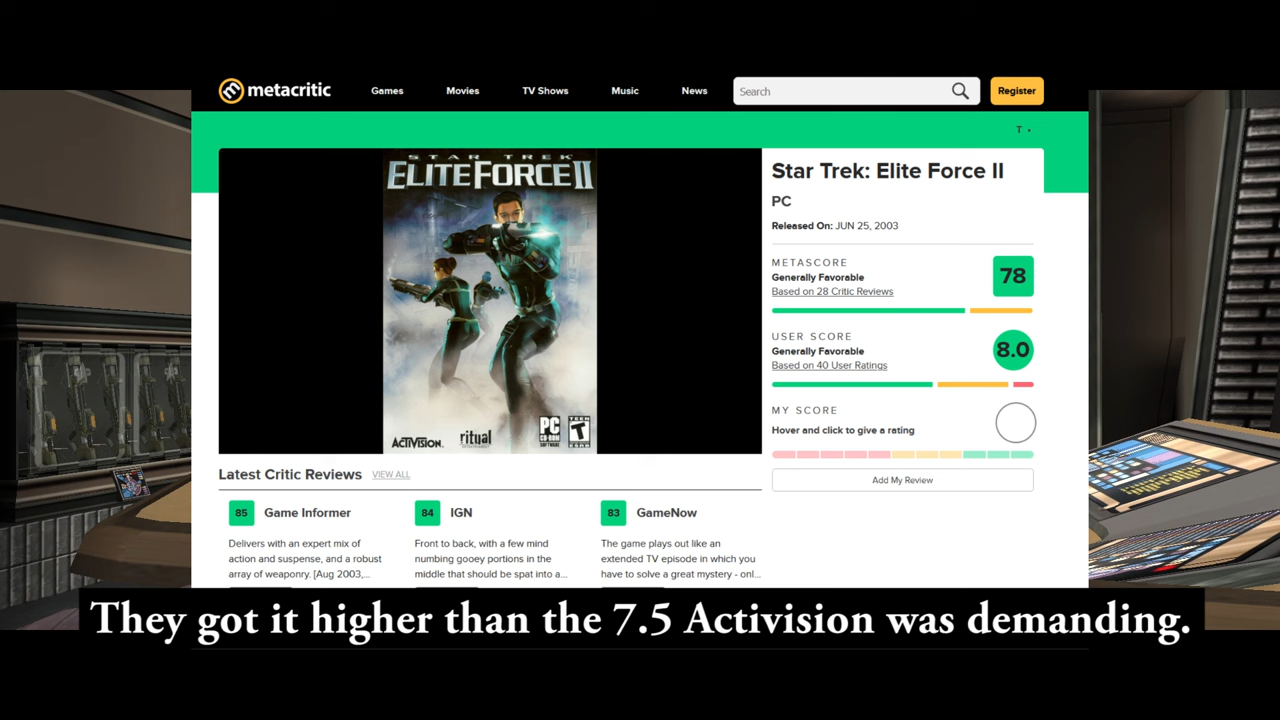 metacritic
Games
Movies
TV Shows
Music
News
Search
Register
T •
STAR TREK
ELITE FORCE II
ACTIVISION
ritual
PC
CD-ROM
SOFTWARE
TEEN
T
Star Trek: Elite Force II
PC
Released On: JUN 25, 2003
METASCORE
Generally Favorable
Based on 28 Critic Reviews
78
USER SCORE
Generally Favorable
Based on 40 User Ratings
8.0
MY SCORE
Hover and click to give a rating
Add My Review
Latest Critic Reviews VIEW ALL
85 Game Informer
Delivers with an expert mix of
action and suspense, and a robust
array of weaponry. [Aug 2003,...
84 IGN
Front to back, with a few mind
numbing gooey portions in the
middle that should be spat into a...
83 GameNow
The game plays out like an
extended TV episode in which you
have to solve a great mystery - onl...
They got it higher than the 7.5 Activision was demanding.